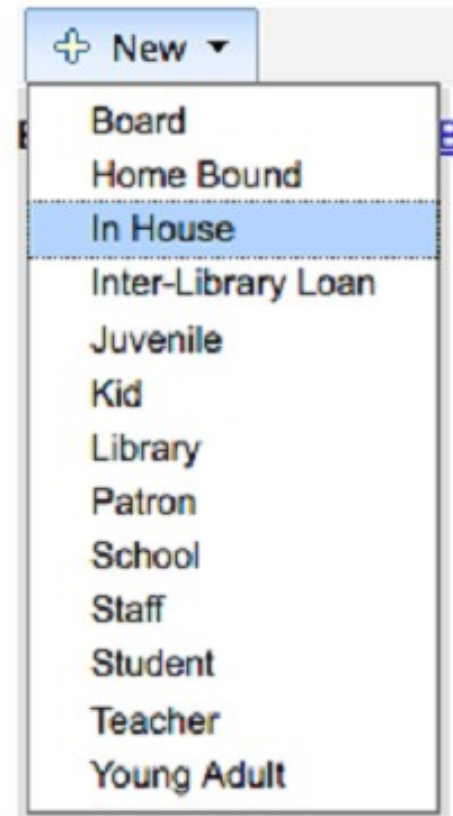 New
Board
Home Bound
In House
Inter-Library Loan
Juvenile
Kid
Library
Patron
School
Staff
Student
Teacher
Young Adult